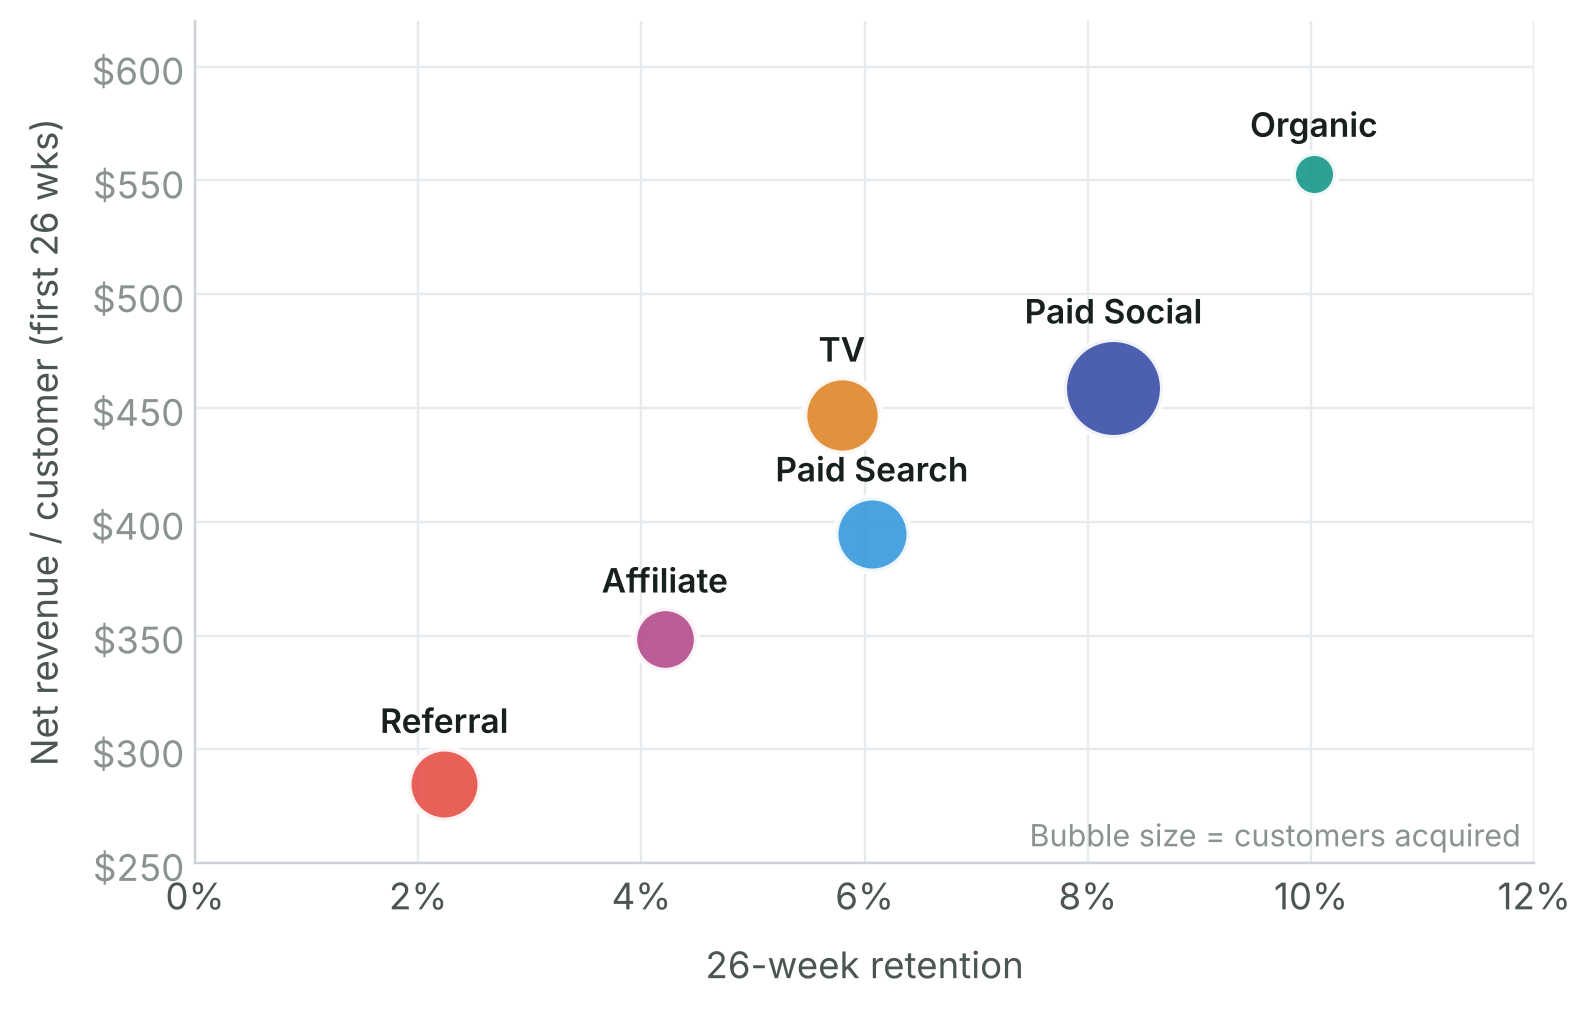 Net revenue / customer (first 26 wks)
$600
$550
$500
$450
$400
$350
$300
$250
Organic
Paid Social
TV
Paid Search
Affiliate
Referral
Bubble size = customers acquired
0% 2% 4% 6% 8% 10% 12%
26-week retention